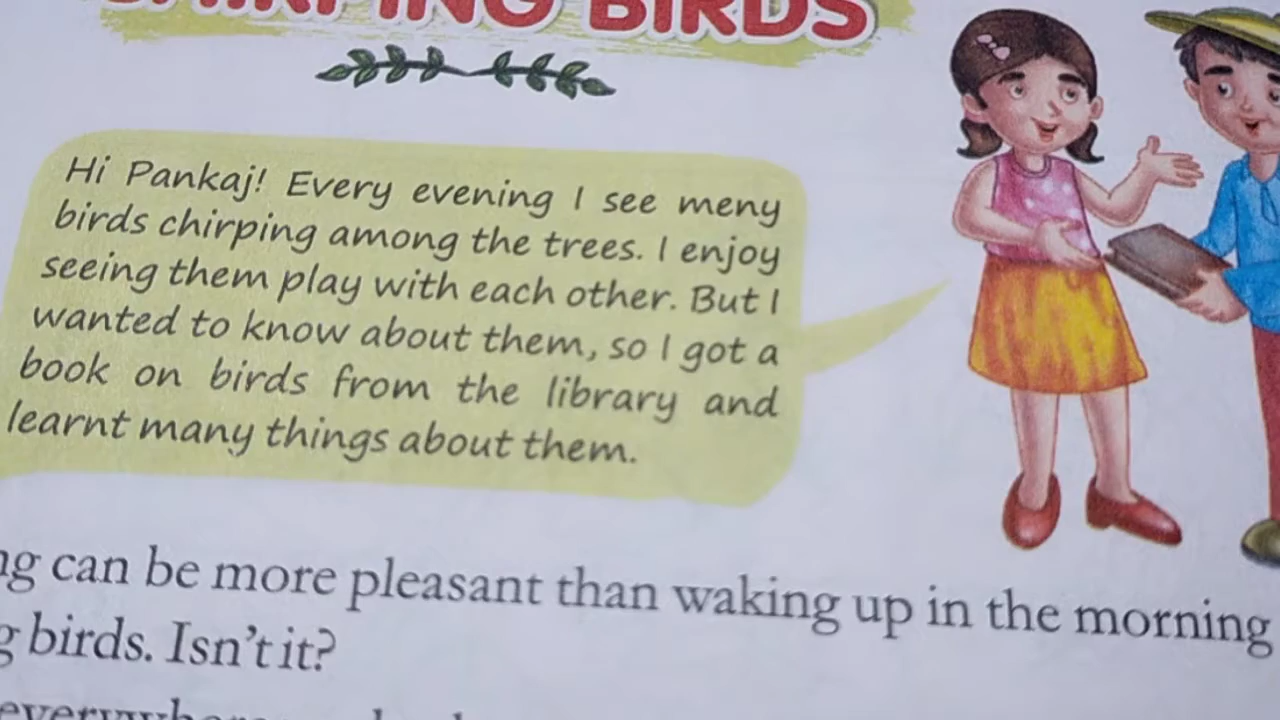 CHIRPING BIRDS
Hi Pankaj! Every evening I see meny
birds chirping among the trees. I enjoy
seeing them play with each other. But I
wanted to know about them, so I got a
book on birds from the library and
learnt many things about them.
can be more pleasant than waking up in the morning
birds. Isn't it?